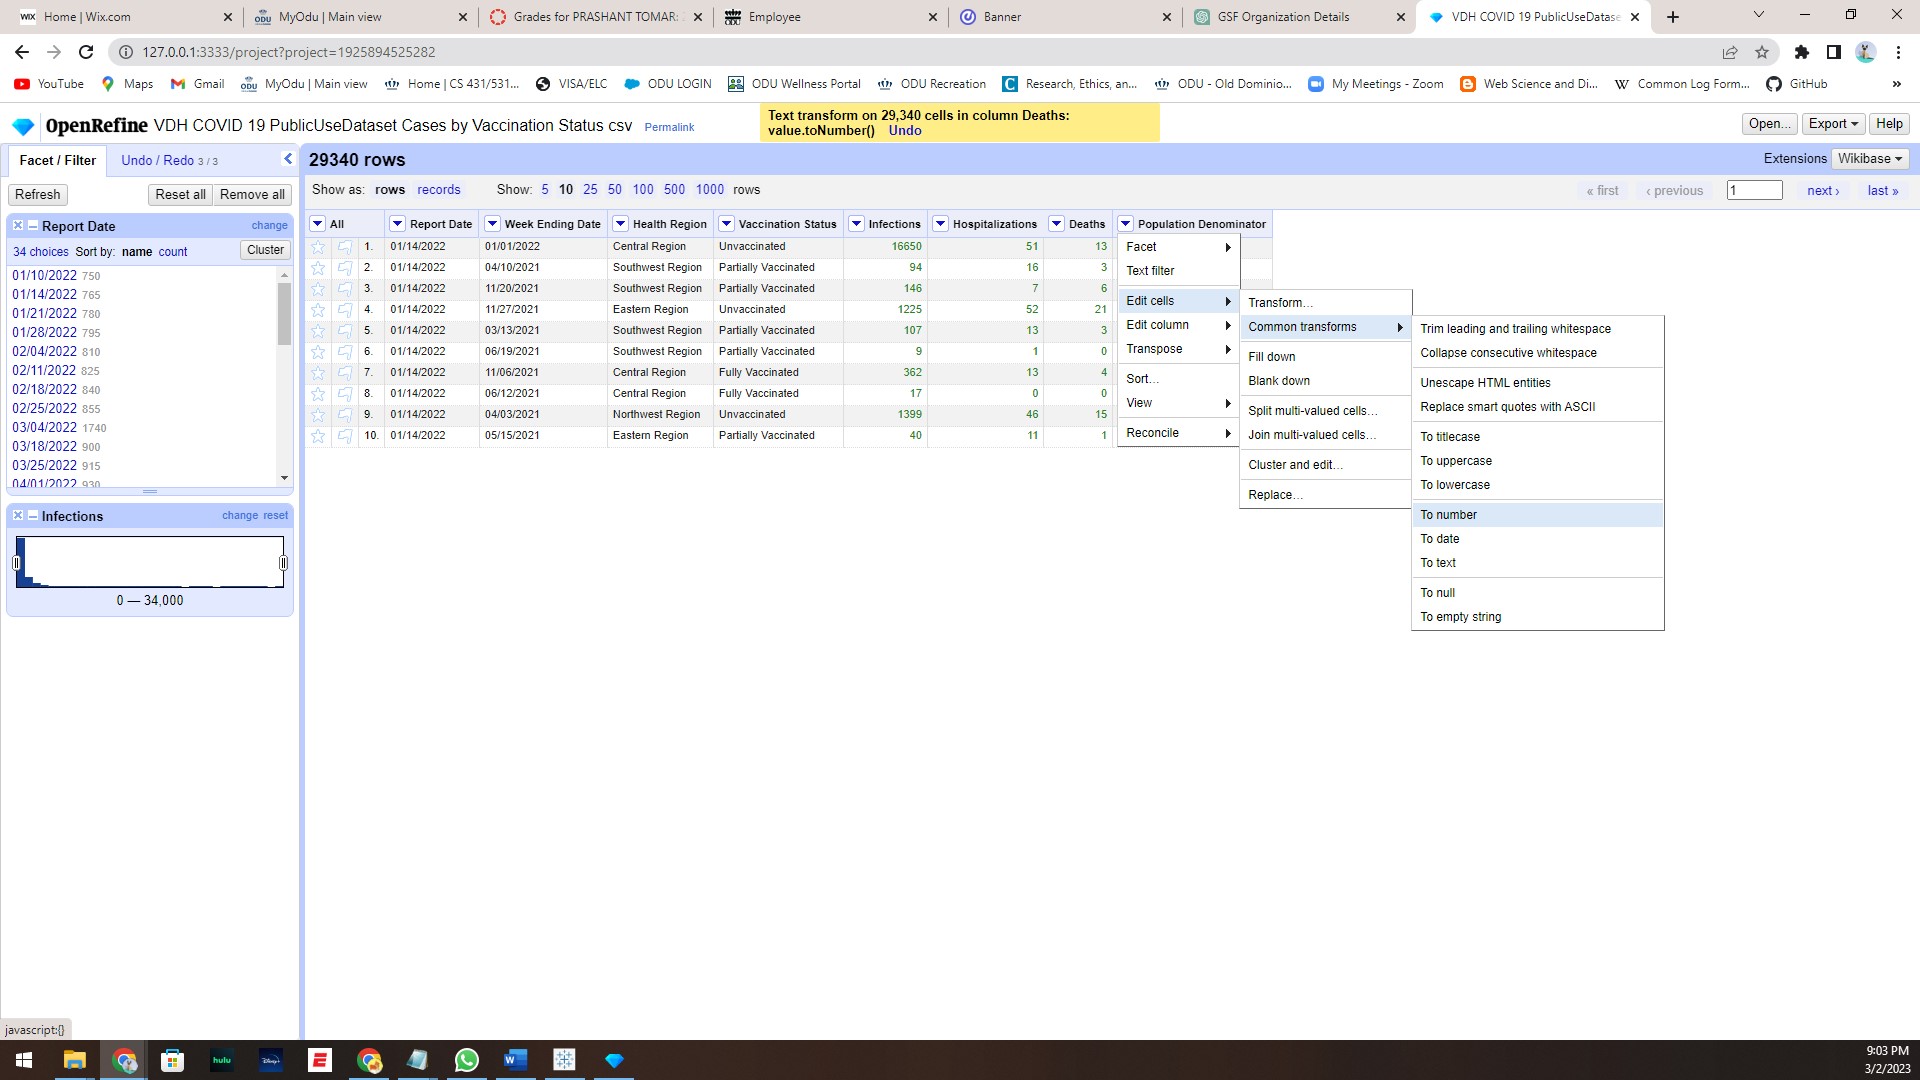 Home | Wix.com
MyOdu | Main view
Grades for PRASHANT TOMAR:
Employee
Banner
GSF Organization Details
VDH COVID 19 PublicUseDatase
127.0.0.1:3333/project?project=1925894525282
YouTube
Maps
Gmail
MyOdu | Main view
Home | CS 431/531...
VISA/ELC
ODU LOGIN
ODU Wellness Portal
ODU Recreation
Research, Ethics, an...
ODU - Old Dominio...
My Meetings - Zoom
Web Science and Di...
Common Log Form...
GitHub
»
OpenRefine VDH COVID 19 PublicUseDataset Cases by Vaccination Status csv Permalink
Text transform on 29,340 cells in column Deaths:
value.toNumber() Undo
Open... Export Help
Facet / Filter Undo / Redo 3 / 3
29340 rows
Extensions Wikibase
Refresh Reset all Remove all
Show as: rows records Show: 5 10 25 50 100 500 1000 rows
« first ‹ previous 1 next › last »
Report Date change
34 choices Sort by: name count Cluster
01/10/2022 750
01/14/2022 765
01/21/2022 780
01/28/2022 795
02/04/2022 810
02/11/2022 825
02/18/2022 840
02/25/2022 855
03/04/2022 1740
03/18/2022 900
03/25/2022 915
04/01/2022 930
Infections change reset
0 — 34,000
All Report Date Week Ending Date Health Region Vaccination Status Infections Hospitalizations Deaths Population Denominator
1. 01/14/2022 01/01/2022 Central Region Unvaccinated 16650 51 13
2. 01/14/2022 04/10/2021 Southwest Region Partially Vaccinated 94 16 3
3. 01/14/2022 11/20/2021 Southwest Region Partially Vaccinated 146 7 6
4. 01/14/2022 11/27/2021 Eastern Region Unvaccinated 1225 52 21
5. 01/14/2022 03/13/2021 Southwest Region Partially Vaccinated 107 13 3
6. 01/14/2022 06/19/2021 Southwest Region Partially Vaccinated 9 1 0
7. 01/14/2022 11/06/2021 Central Region Fully Vaccinated 362 13 4
8. 01/14/2022 06/12/2021 Central Region Fully Vaccinated 17 0 0
9. 01/14/2022 04/03/2021 Northwest Region Unvaccinated 1399 46 15
10. 01/14/2022 05/15/2021 Eastern Region Partially Vaccinated 40 11 1
Facet
Text filter
Edit cells
Edit column
Transpose
Sort...
View
Reconcile
Transform...
Common transforms
Fill down
Blank down
Split multi-valued cells...
Join multi-valued cells...
Cluster and edit...
Replace...
Trim leading and trailing whitespace
Collapse consecutive whitespace
Unescape HTML entities
Replace smart quotes with ASCII
To titlecase
To uppercase
To lowercase
To number
To date
To text
To null
To empty string
javascript:{}
hulu
Disney+
9:03 PM
3/2/2023